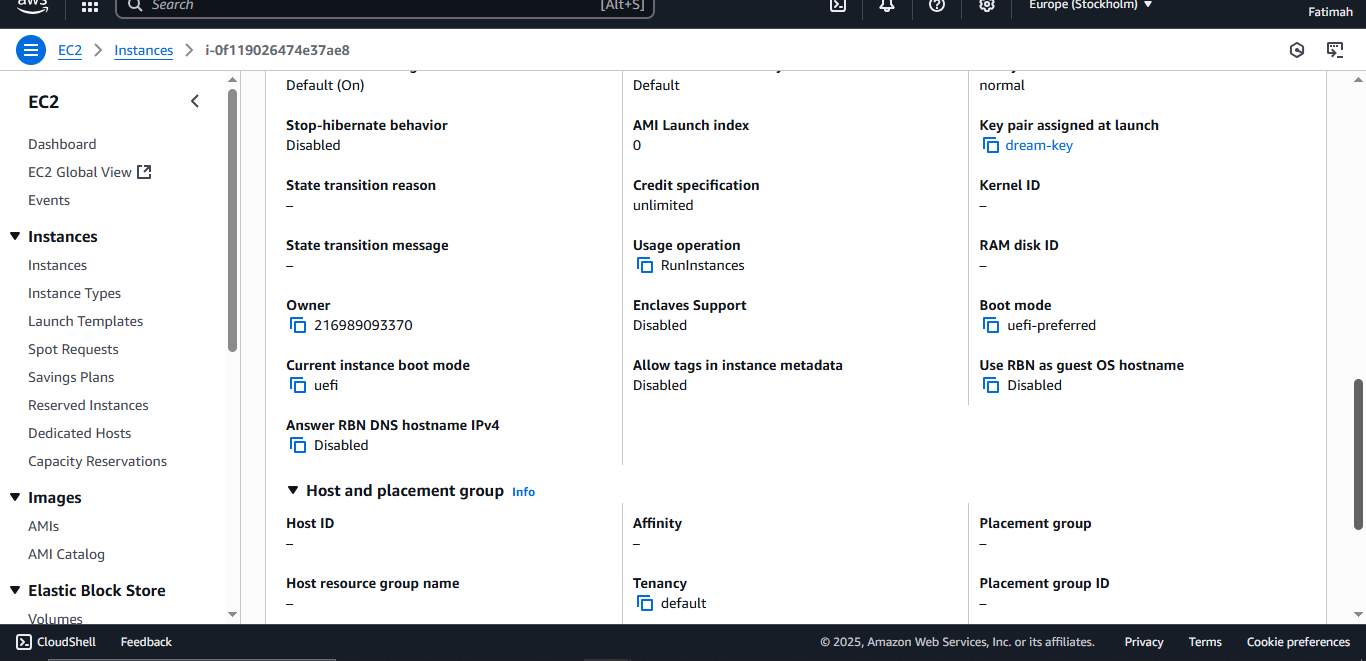 aws
Search
[Alt+S]
Europe (Stockholm)
Fatimah
EC2
Instances
i-0f119026474e37ae8
EC2
Dashboard
EC2 Global View
Events
Instances
Instances
Instance Types
Launch Templates
Spot Requests
Savings Plans
Reserved Instances
Dedicated Hosts
Capacity Reservations
Images
AMIs
AMI Catalog
Elastic Block Store
Volumes
Default (On)
Default
normal
Stop-hibernate behavior
Disabled
AMI Launch index
0
Key pair assigned at launch
dream-key
State transition reason
–
Credit specification
unlimited
Kernel ID
–
State transition message
–
Usage operation
RunInstances
RAM disk ID
–
Owner
216989093370
Enclaves Support
Disabled
Boot mode
uefi-preferred
Current instance boot mode
uefi
Allow tags in instance metadata
Disabled
Use RBN as guest OS hostname
Disabled
Answer RBN DNS hostname IPv4
Disabled
Host and placement group Info
Host ID
–
Affinity
–
Placement group
–
Host resource group name
–
Tenancy
default
Placement group ID
–
CloudShell
Feedback
© 2025, Amazon Web Services, Inc. or its affiliates.
Privacy
Terms
Cookie preferences